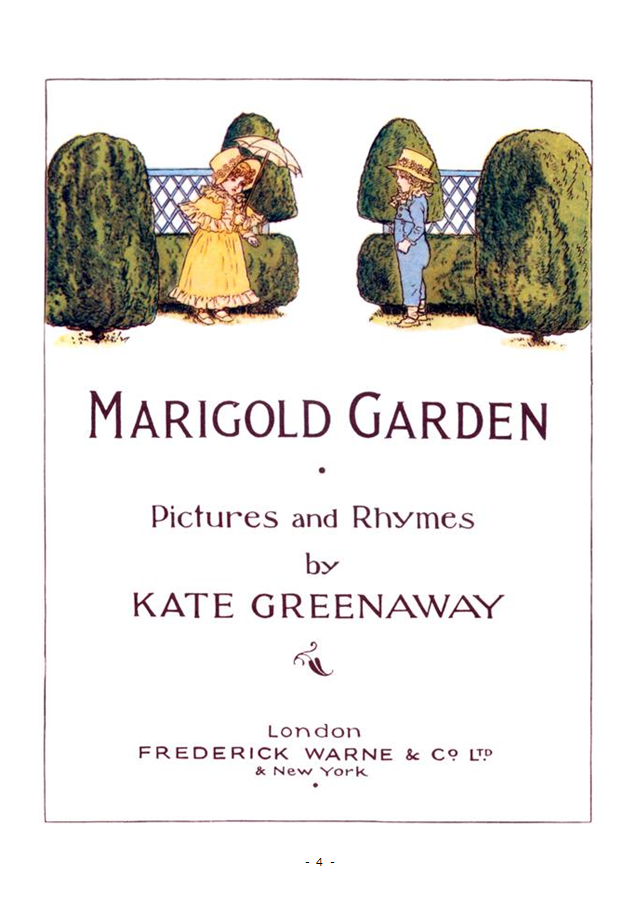 MARIGOLD GARDEN
Pictures and Rhymes
by
KATE GREENAWAY
London
FREDERICK WARNE & Co LTD
& New York
- 4 -